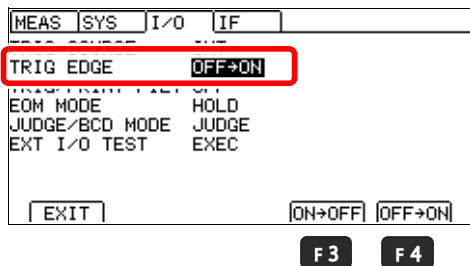 MEAS SYS I/O IF
TRIG EDGE OFF→ON
EOM MODE HOLD
JUDGE/BCD MODE JUDGE
EXT I/O TEST EXEC
EXIT ON→OFF OFF→ON
F3 F4